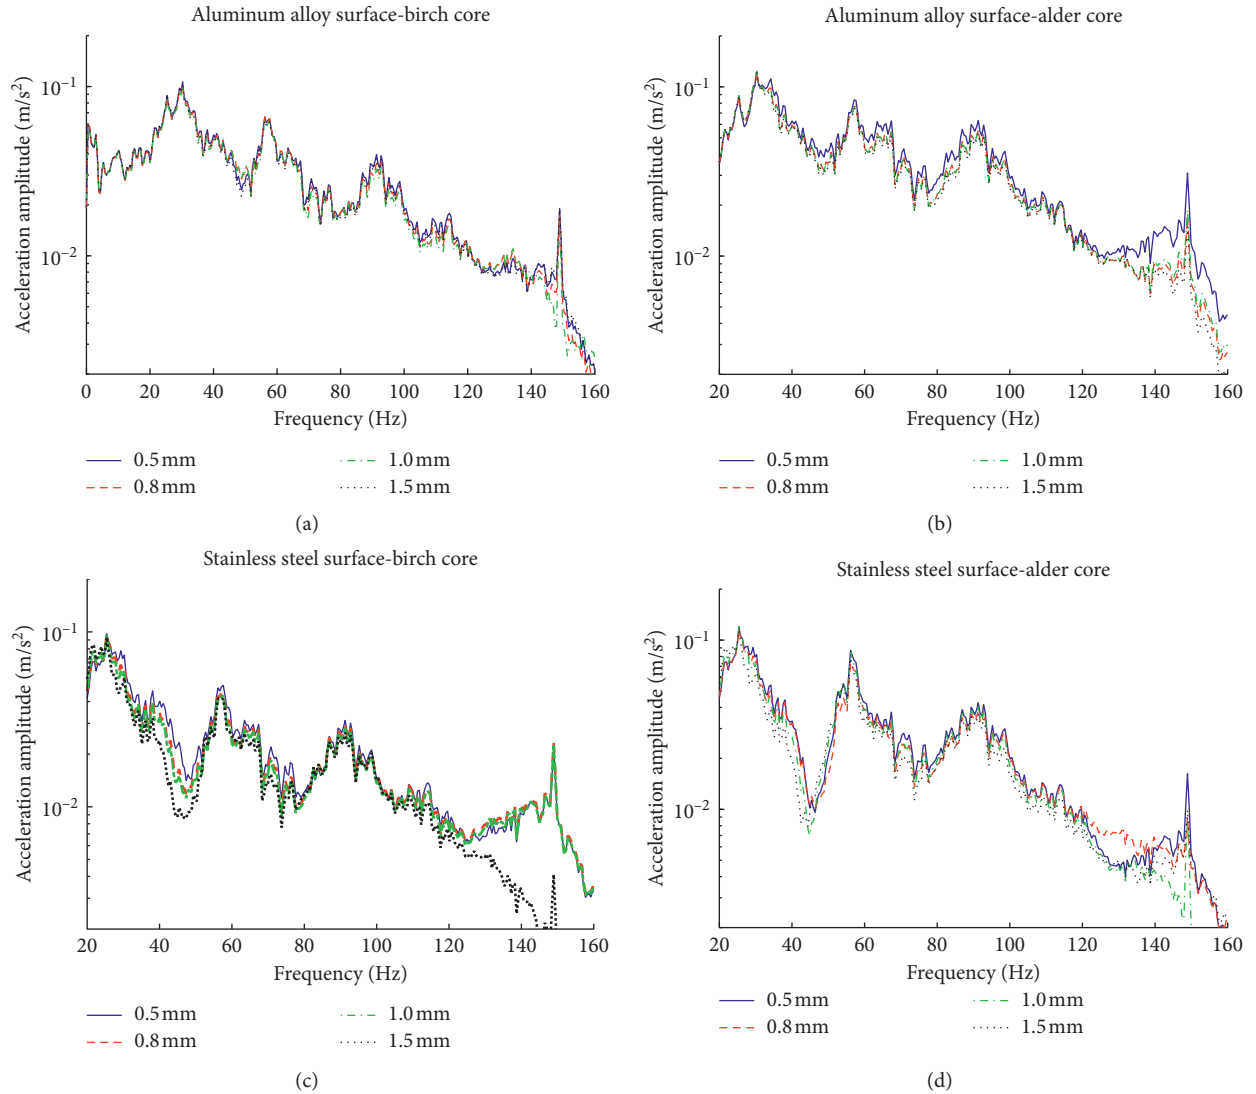 Aluminum alloy surface-birch core
Acceleration amplitude (m/s²)
10⁻¹
10⁻²
0 20 40 60 80 100 120 140 160
Frequency (Hz)
0.5 mm 1.0 mm
0.8 mm 1.5 mm
(a)
Aluminum alloy surface-alder core
Acceleration amplitude (m/s²)
10⁻¹
10⁻²
20 40 60 80 100 120 140 160
Frequency (Hz)
0.5 mm 1.0 mm
0.8 mm 1.5 mm
(b)
Stainless steel surface-birch core
Acceleration amplitude (m/s²)
10⁻¹
10⁻²
20 40 60 80 100 120 140 160
Frequency (Hz)
0.5 mm 1.0 mm
0.8 mm 1.5 mm
(c)
Stainless steel surface-alder core
Acceleration amplitude (m/s²)
10⁻¹
10⁻²
20 40 60 80 100 120 140 160
Frequency (Hz)
0.5 mm 1.0 mm
0.8 mm 1.5 mm
(d)